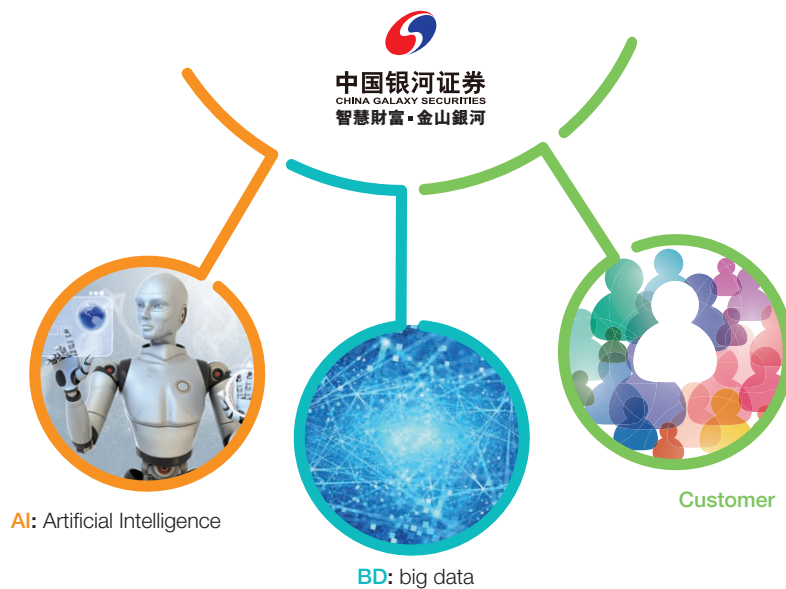 中国银河证券
CHINA GALAXY SECURITIES
智慧財富·金山銀河
AI: Artificial Intelligence
BD: big data
Customer